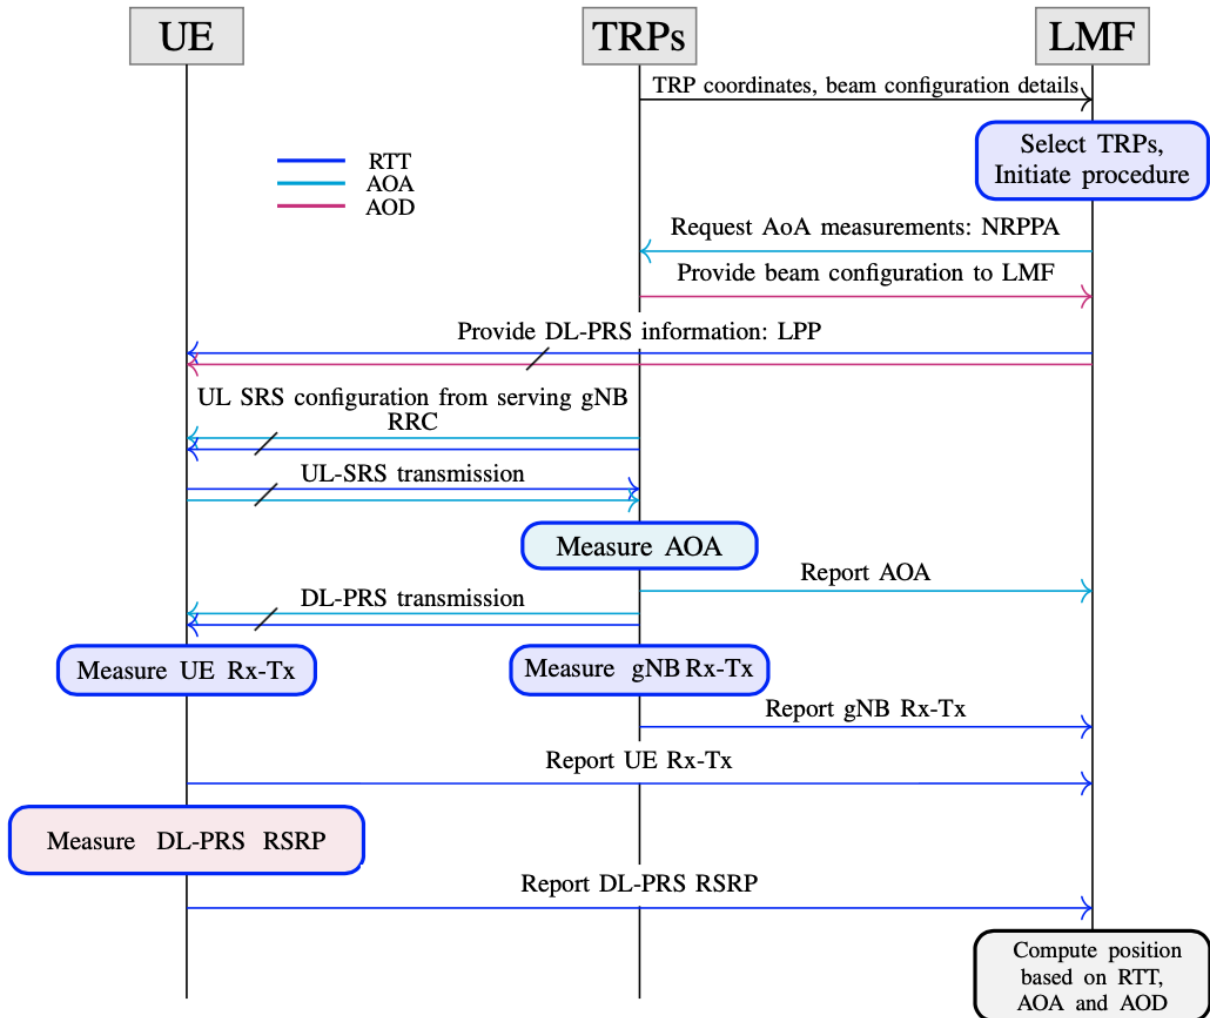 UE
TRPs
LMF
TRP coordinates, beam configuration details
Select TRPs,
Initiate procedure
RTT
AOA
AOD
Request AoA measurements: NRPPA
Provide beam configuration to LMF
Provide DL-PRS information: LPP
UL SRS configuration from serving gNB
RRC
UL-SRS transmission
Measure AOA
Report AOA
DL-PRS transmission
Measure UE Rx-Tx
Measure gNB Rx-Tx
Report gNB Rx-Tx
Report UE Rx-Tx
Measure DL-PRS RSRP
Report DL-PRS RSRP
Compute position
based on RTT,
AOA and AOD